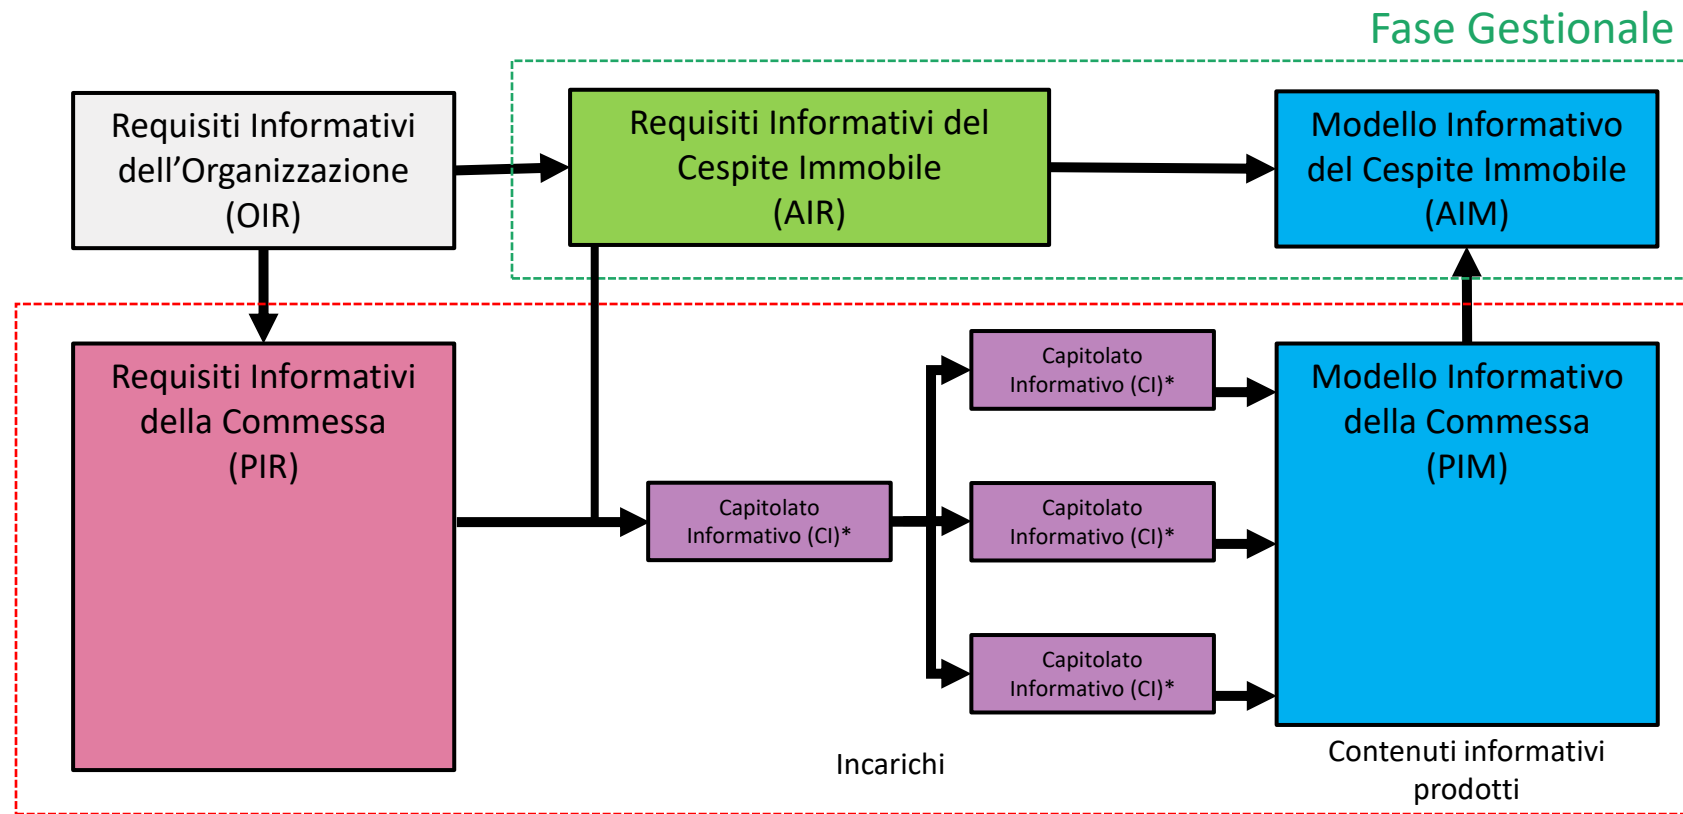 Fase Gestionale
Requisiti Informativi
dell’Organizzazione
(OIR)
Requisiti Informativi del
Cespite Immobile
(AIR)
Modello Informativo
del Cespite Immobile
(AIM)
Requisiti Informativi
della Commessa
(PIR)
Capitolato
Informativo (CI)*
Capitolato
Informativo (CI)*
Capitolato
Informativo (CI)*
Capitolato
Informativo (CI)*
Modello Informativo
della Commessa
(PIM)
Incarichi
Contenuti informativi
prodotti